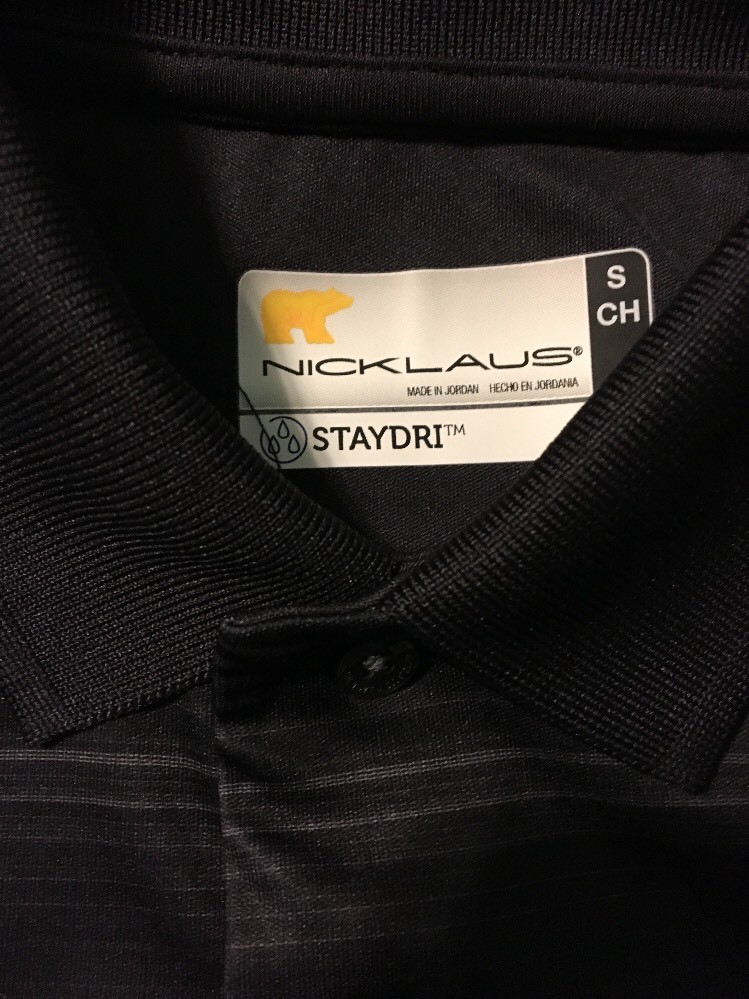 S
CH
NICKLAUS®
MADE IN JORDAN HECHO EN JORDANIA
STAYDRI™